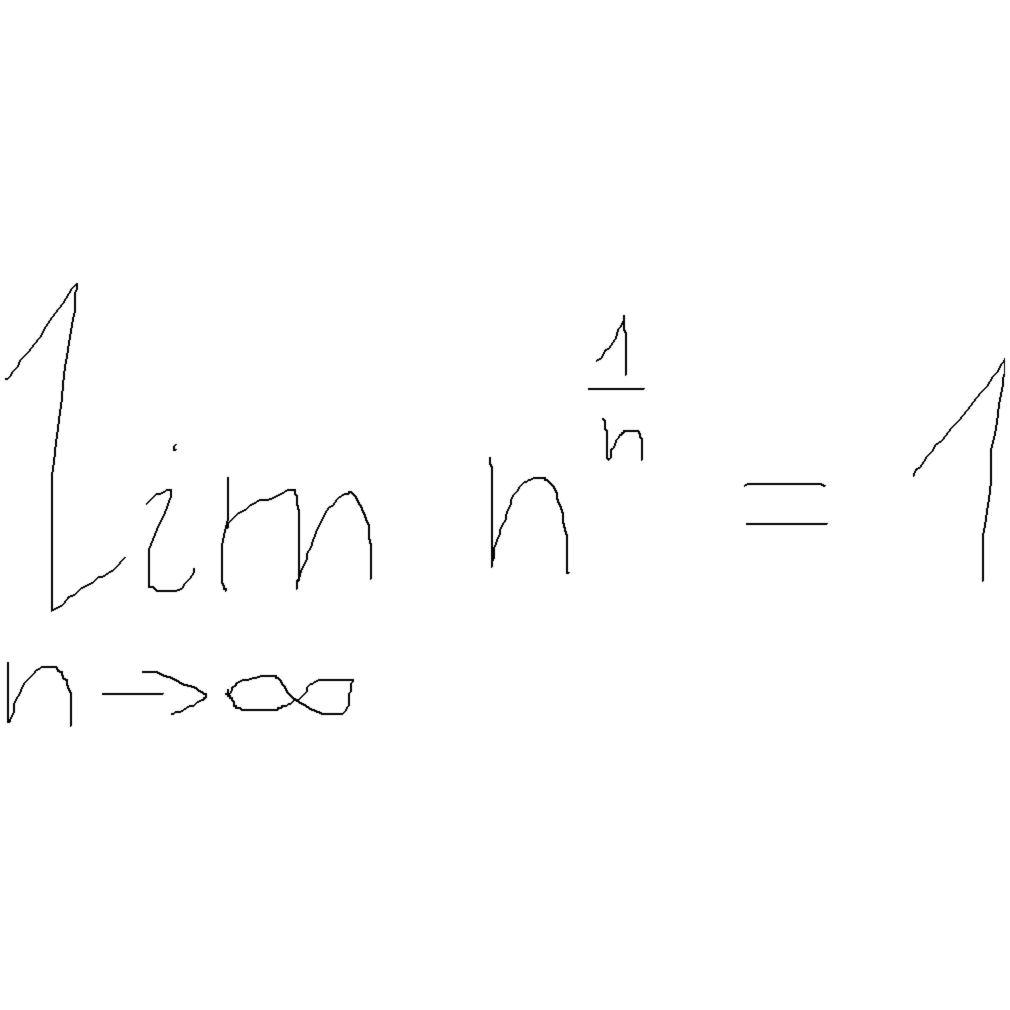 lim n^(1/n) = 1
n→∞